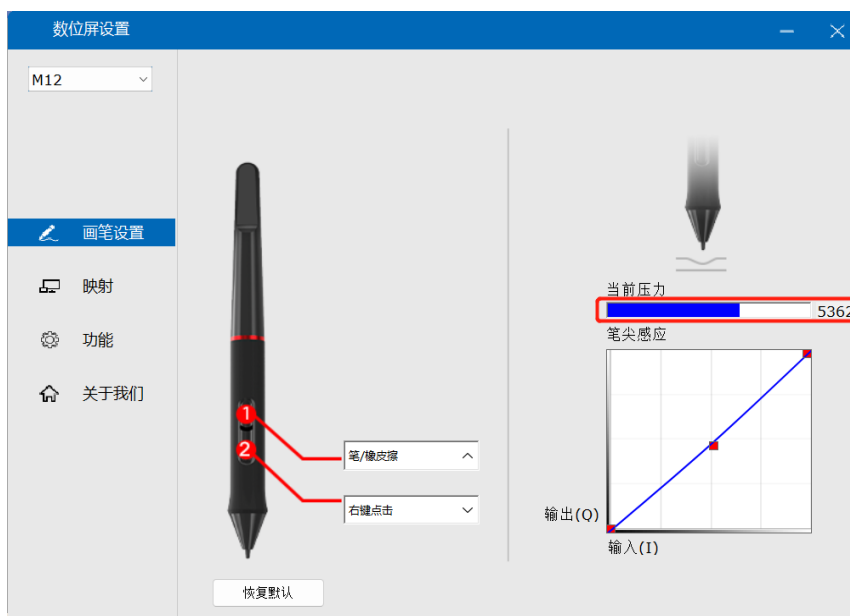 数位屏设置
M12
画笔设置
映射
功能
关于我们
1
2
笔/橡皮擦
右键点击
恢复默认
当前压力
5362
笔尖感应
输出(Q)
输入(I)